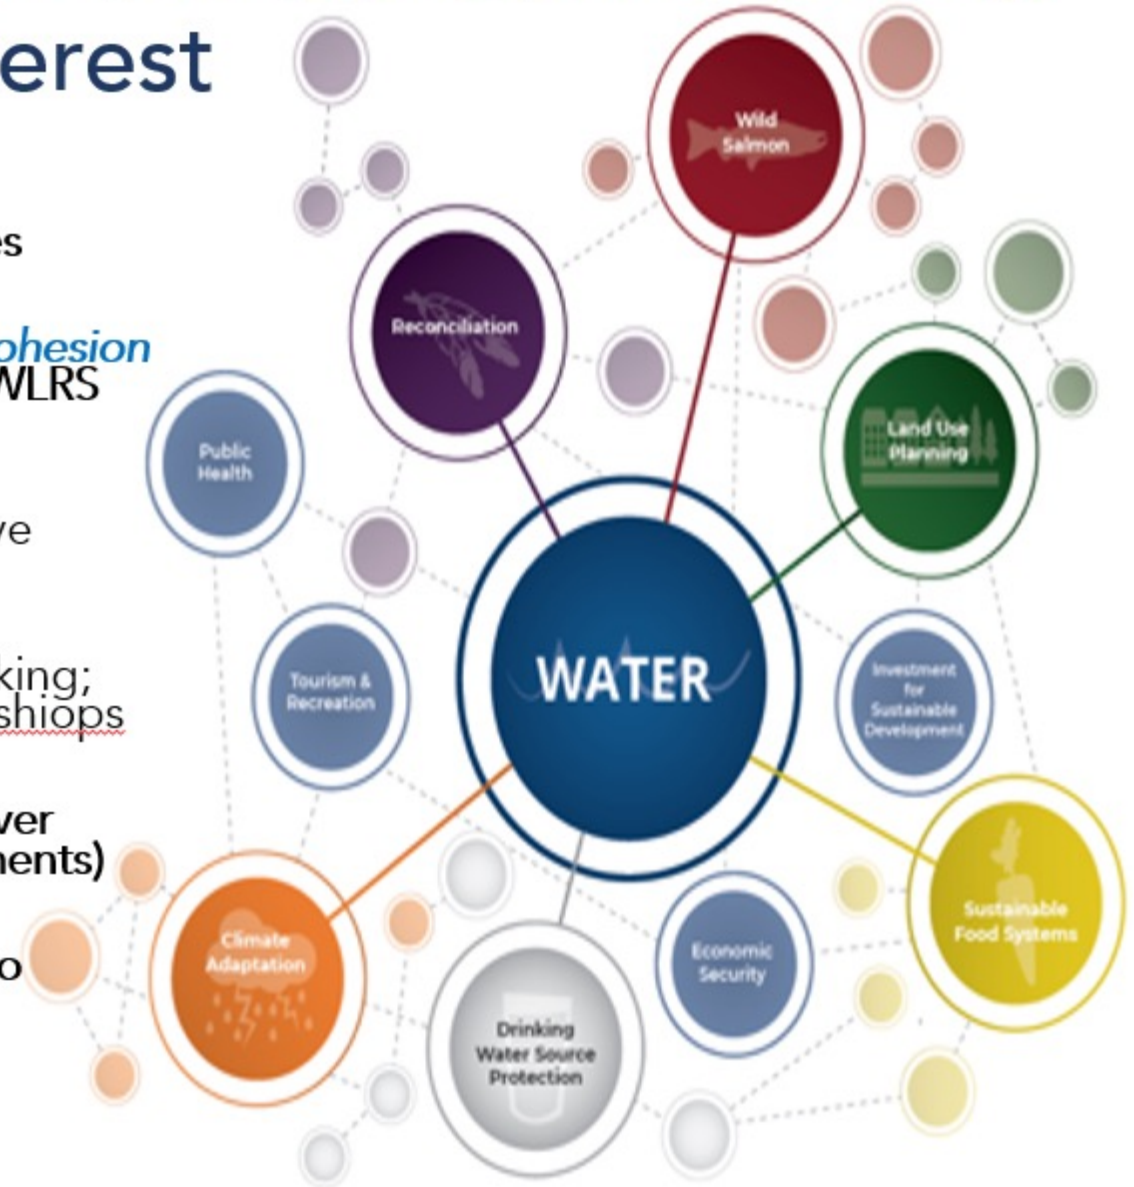 erest
es
ohesion
WLRS
ve
king;
shiops
ver
nents)
o
Wild
Salmon
Reconciliation
Land Use
Planning
Public
Health
WATER
Tourism &
Recreation
Investment
for
Sustainable
Development
Sustainable
Food Systems
Climate
Adaptation
Economic
Security
Drinking
Water Source
Protection